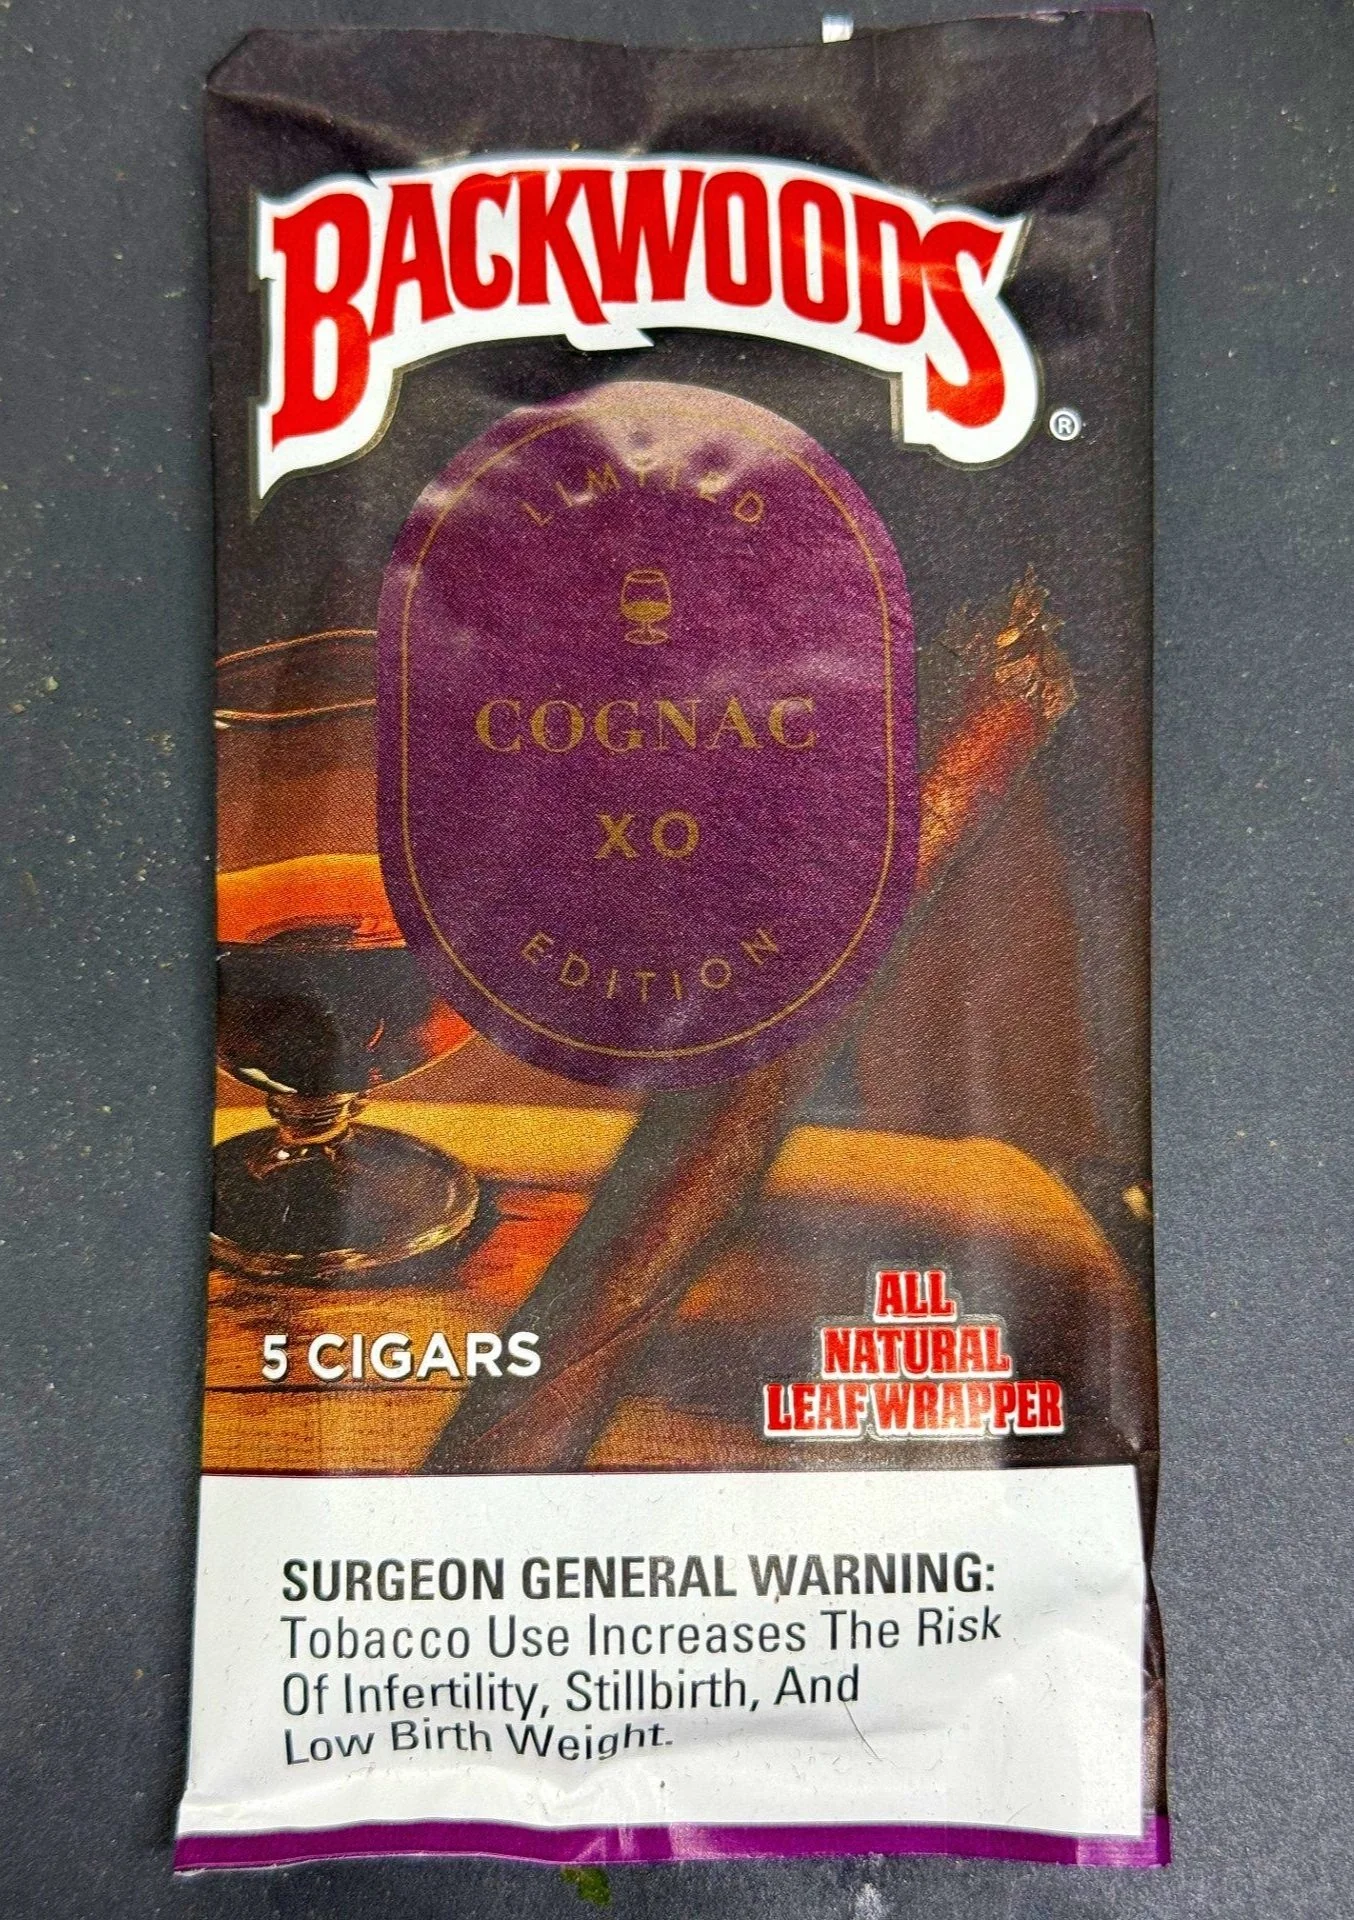 BACKWOODS®
LIMITED
COGNAC
XO
EDITION
5 CIGARS
ALL
NATURAL
LEAF WRAPPER
SURGEON GENERAL WARNING:
Tobacco Use Increases The Risk
Of Infertility, Stillbirth, And
Low Birth Weight.